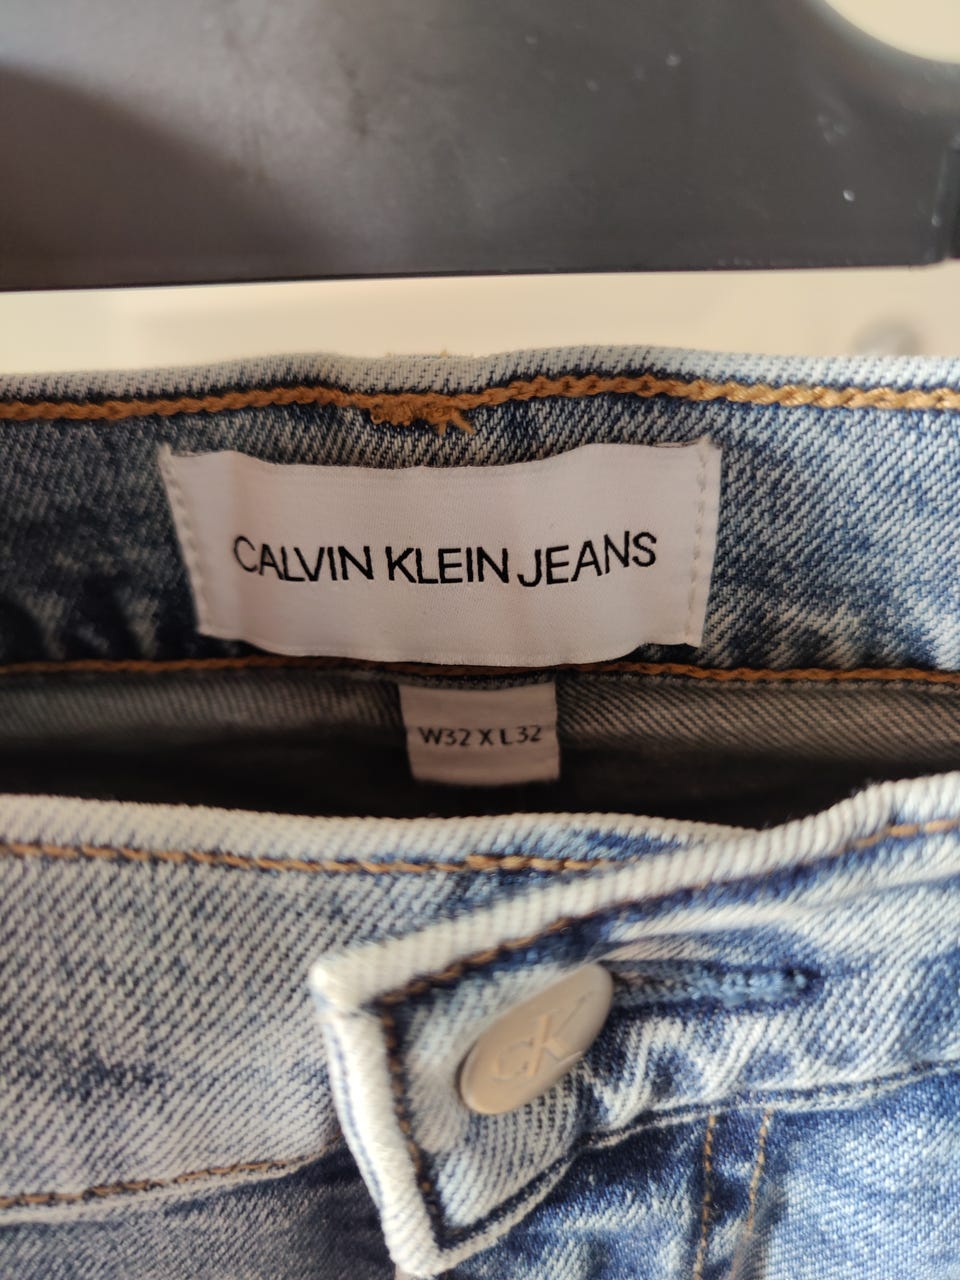 CALVIN KLEIN JEANS
W32 X L32
CK